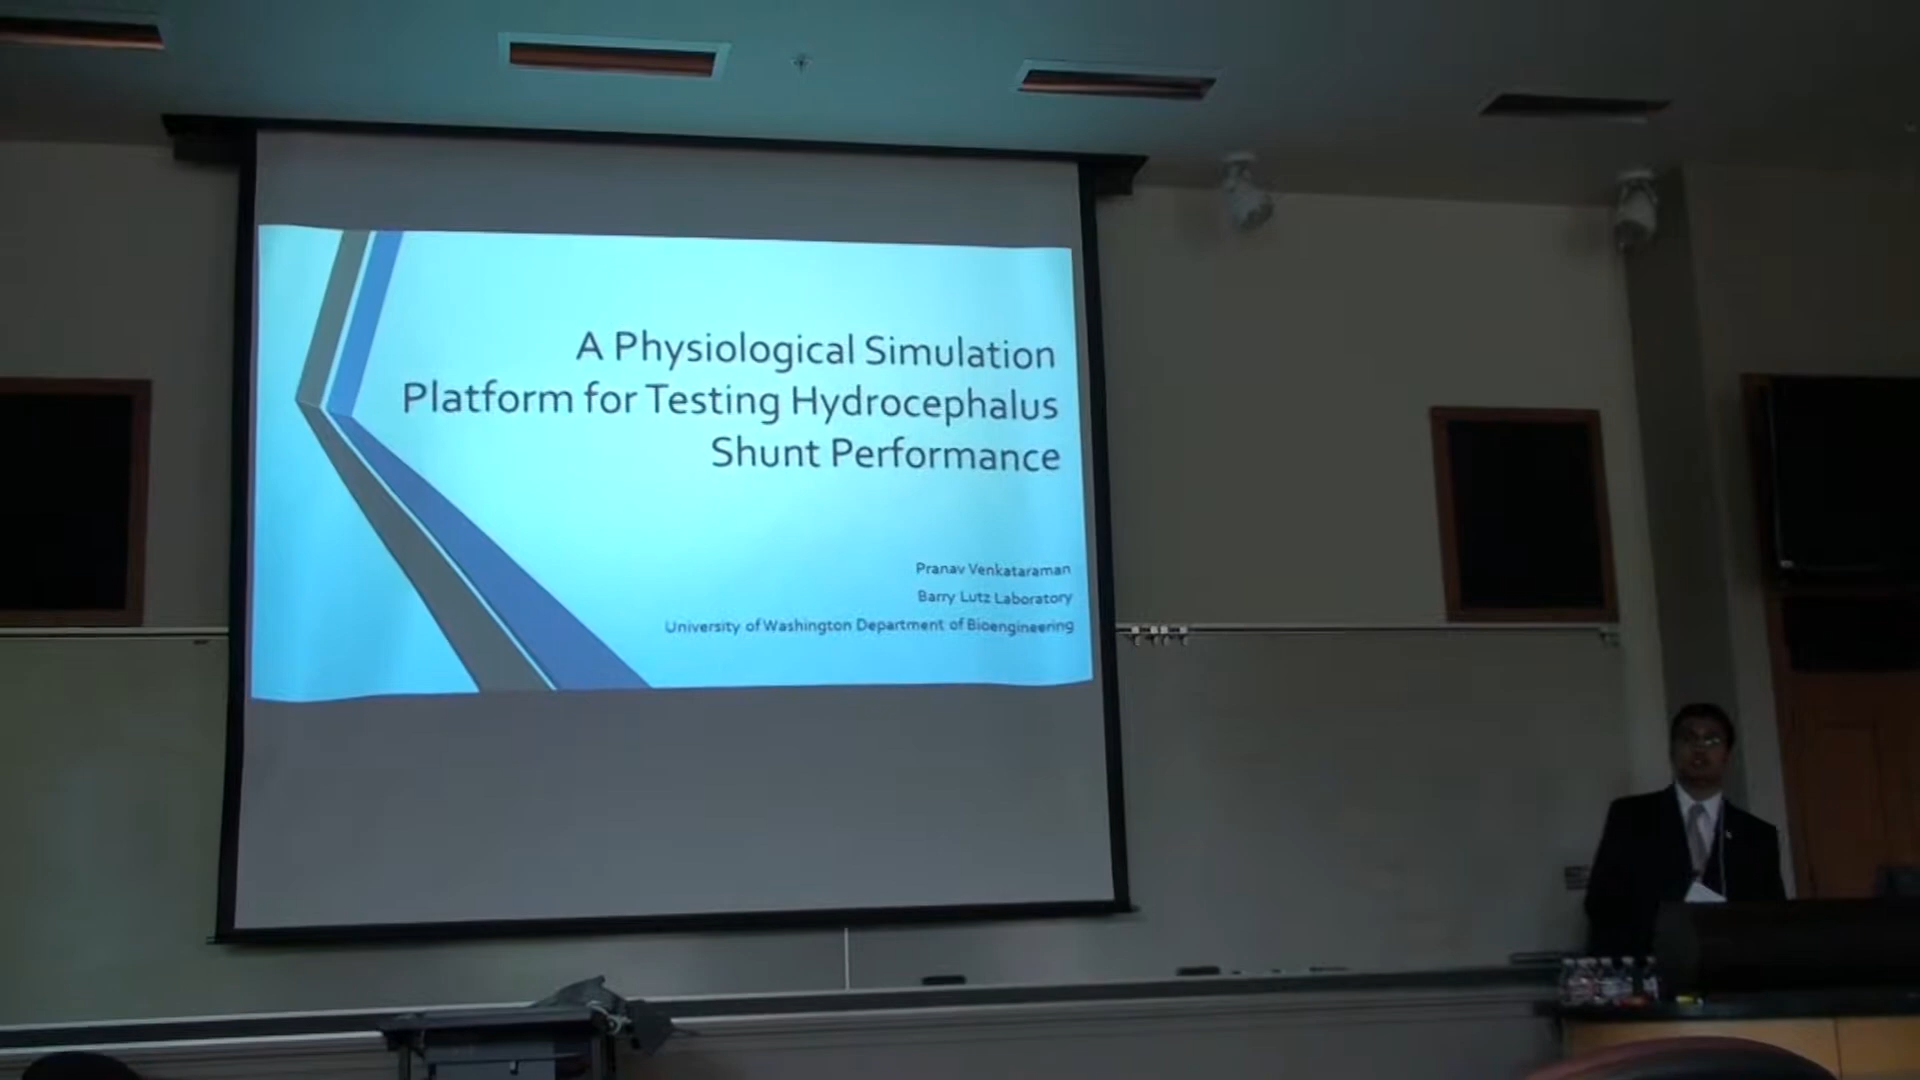 A Physiological Simulation
Platform for Testing Hydrocephalus
Shunt Performance
Pranav Venkataraman
Barry Lutz Laboratory
University of Washington Department of Bioengineering